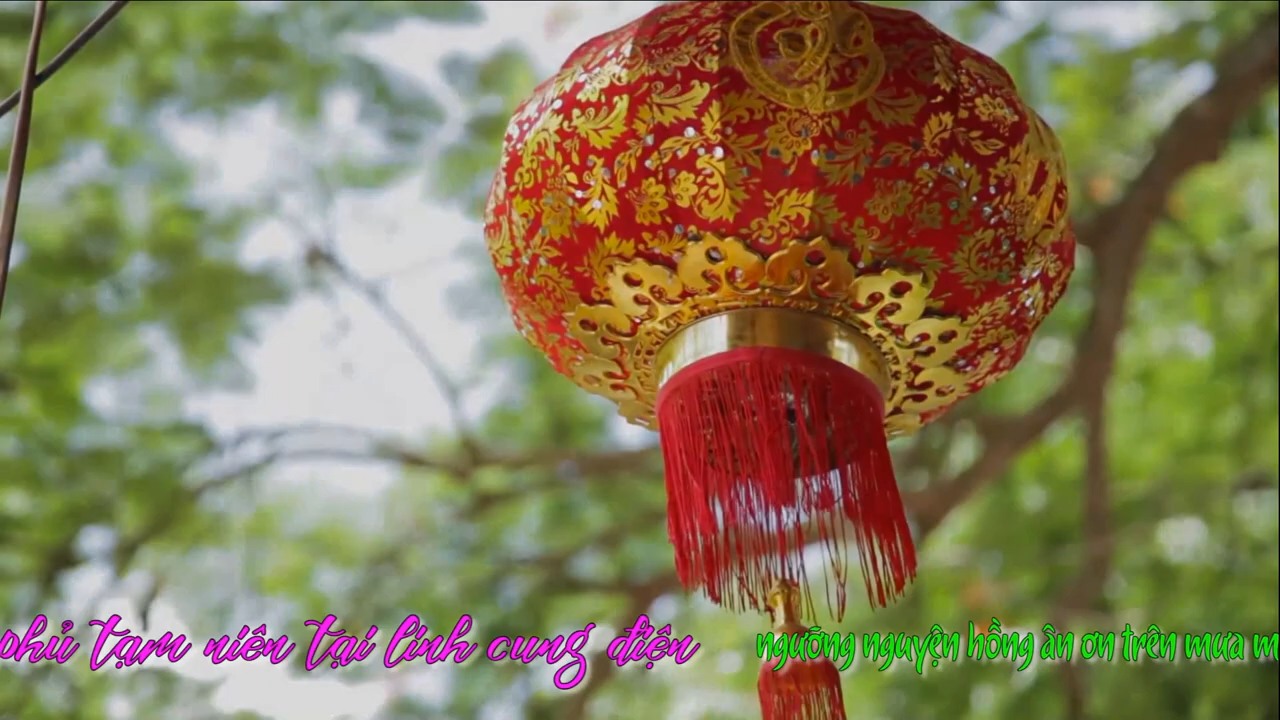 phủ tạm niên tại linh cung điện
ngưỡng nguyện hồng ân ơn trên mưa